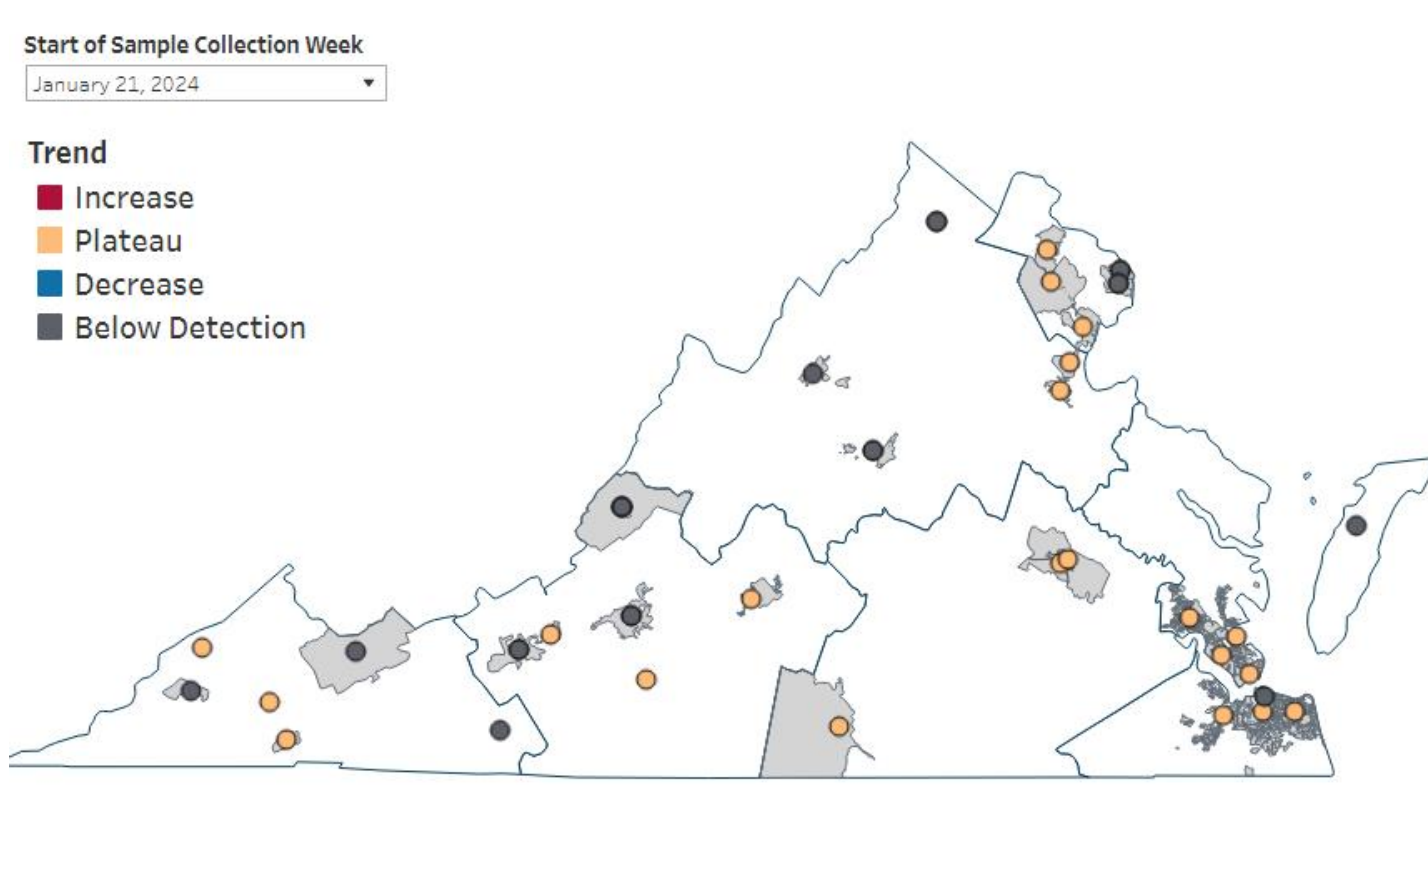 Start of Sample Collection Week
January 21, 2024
Trend
Increase
Plateau
Decrease
Below Detection